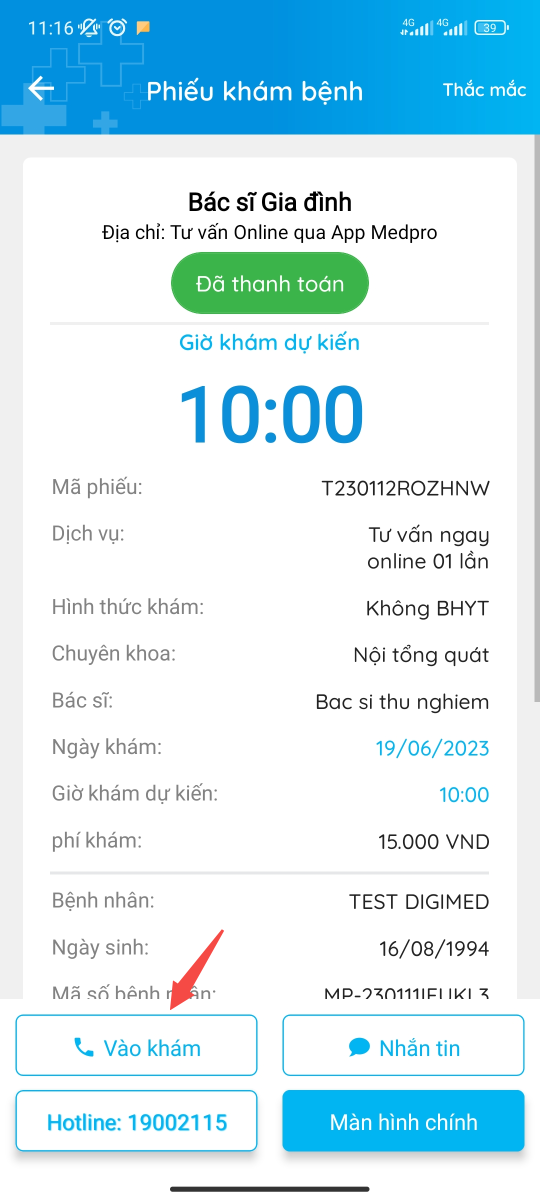 11:16
4G 4G 39
Phiếu khám bệnh
Thắc mắc
Bác sĩ Gia đình
Địa chỉ: Tư vấn Online qua App Medpro
Đã thanh toán
Giờ khám dự kiến
10:00
Mã phiếu: T230112ROZHNW
Dịch vụ: Tư vấn ngay
online 01 lần
Hình thức khám: Không BHYT
Chuyên khoa: Nội tổng quát
Bác sĩ: Bac si thu nghiem
Ngày khám: 19/06/2023
Giờ khám dự kiến: 10:00
phí khám: 15.000 VND
Bệnh nhân: TEST DIGIMED
Ngày sinh: 16/08/1994
Mã số bệnh nhân:
Vào khám
Nhắn tin
Hotline: 19002115
Màn hình chính